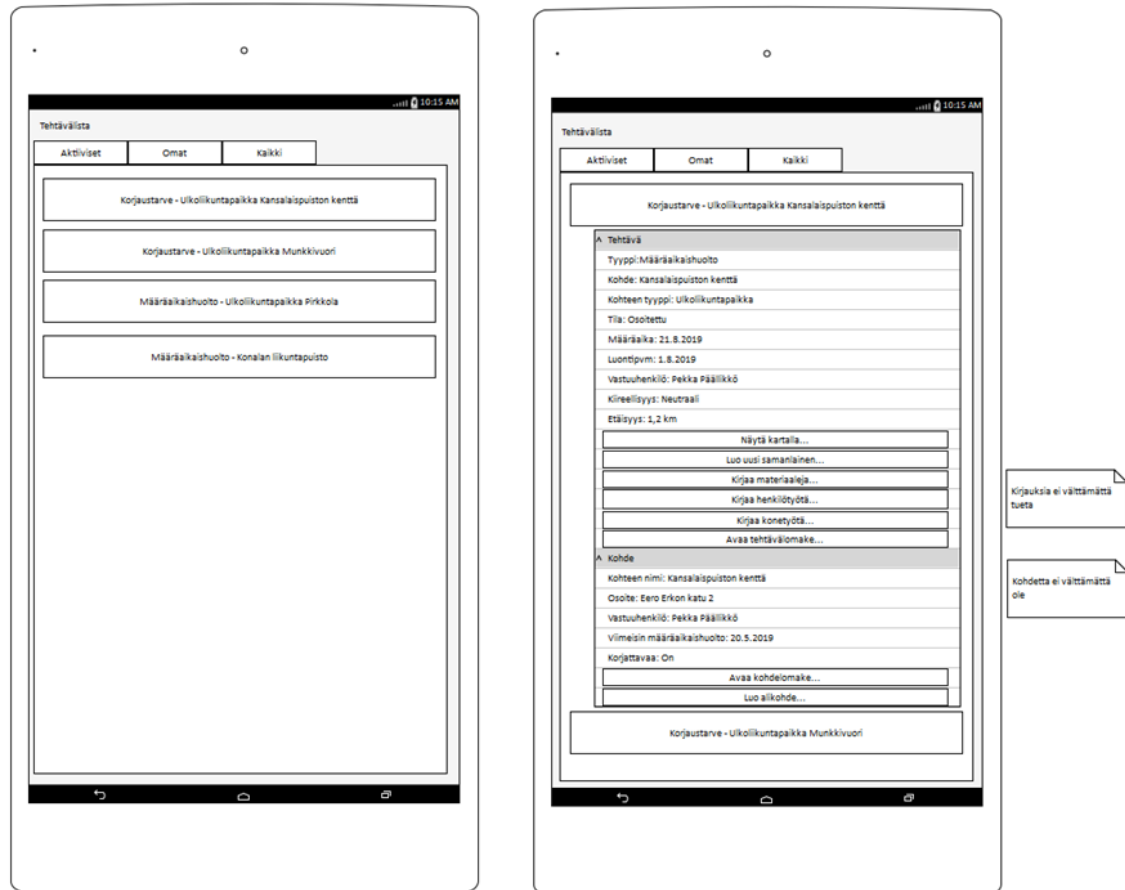 10:15 AM
Tehtävälista
Aktiiviset
Omat
Kaikki
Korjaustarve - Ulkoliikuntapaikka Kansalaispuiston kenttä
Korjaustarve - Ulkoliikuntapaikka Munkkivuori
Määräaikaishuolto - Ulkoliikuntapaikka Pirkkola
Määräaikaishuolto - Konalan liikuntapuisto
10:15 AM
Tehtävälista
Aktiiviset
Omat
Kaikki
Korjaustarve - Ulkoliikuntapaikka Kansalaispuiston kenttä
Tehtävä
Tyyppi:Määräaikaishuolto
Kohde: Kansalaispuiston kenttä
Kohteen tyyppi: Ulkoliikuntapaikka
Tila: Osoitettu
Määräaika: 21.8.2019
Luontipvm: 1.8.2019
Vastuuhenkilö: Pekka Päällikkö
Kiireellisyys: Neutraali
Etäisyys: 1,2 km
Näytä kartalla...
Luo uusi samanlainen...
Kirjaa materiaaleja...
Kirjaa henkilötyötä...
Kirjaa konetyötä...
Avaa tehtävälomake...
Kohde
Kohteen nimi: Kansalaispuiston kenttä
Osoite: Eero Erkon katu 2
Vastuuhenkilö: Pekka Päällikkö
Viimeisin määräaikaishuolto: 20.5.2019
Korjattavaa: On
Avaa kohdelomake...
Luo alikohde...
Korjaustarve - Ulkoliikuntapaikka Munkkivuori
Kirjauksia ei välttämättä
tueta
Kohdetta ei välttämättä
ole